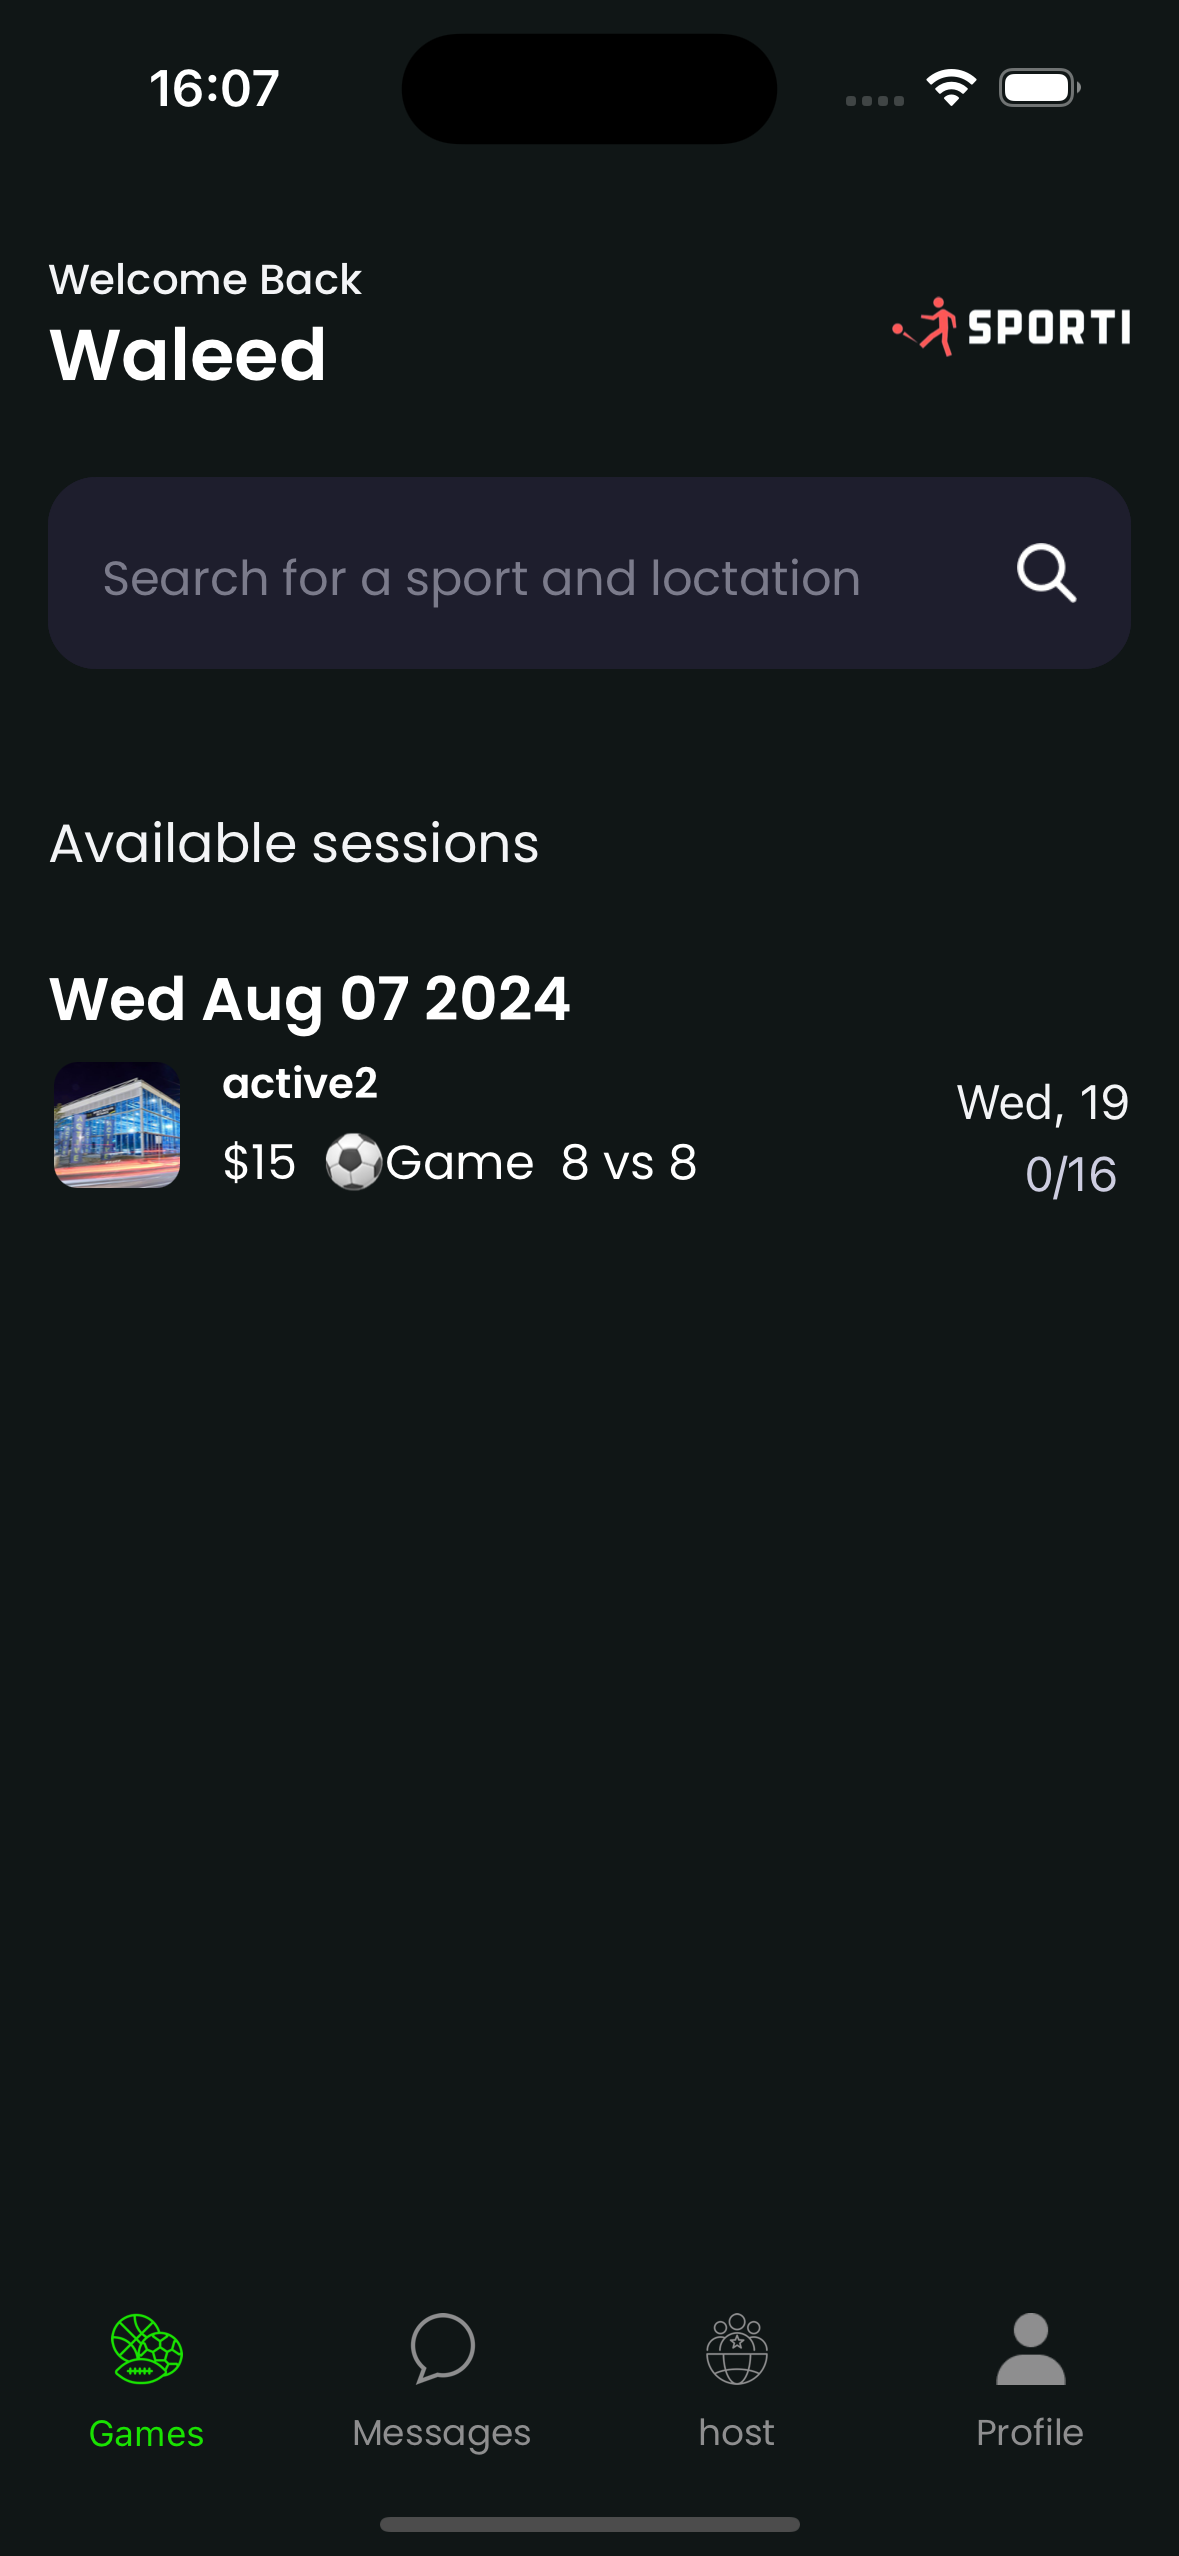 16:07
Welcome Back
Waleed
SPORTI
Search for a sport and loctation
Available sessions
Wed Aug 07 2024
active2
Wed, 19
$15 ⚽Game 8 vs 8
0/16
Games
Messages
host
Profile